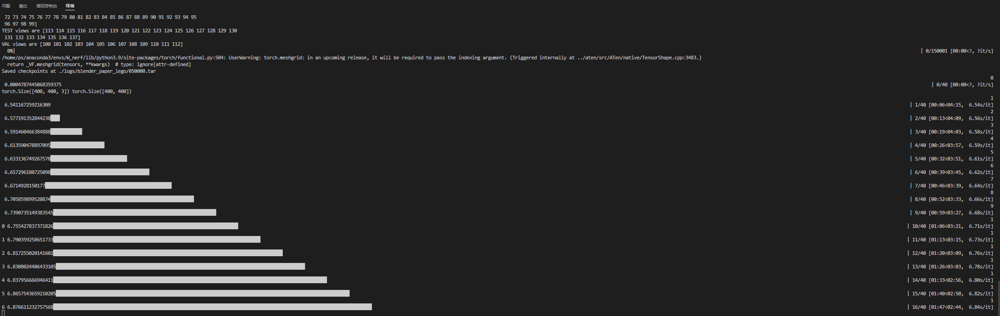 问题 输出 调试控制台 终端
72 73 74 75 76 77 78 79 80 81 82 83 84 85 86 87 88 89 90 91 92 93 94 95
96 97 98 99]
TEST views are [113 114 115 116 117 118 119 120 121 122 123 124 125 126 127 128 129 130
131 132 133 134 135 136 137]
VAL views are [100 101 102 103 104 105 106 107 108 109 110 111 112]
0%| | 0/150001 [00:00<?, ?it/s]
/home/ps/anaconda3/envs/W_nerf/lib/python3.9/site-packages/torch/functional.py:504: UserWarning: torch.meshgrid: in an upcoming release, it will be required to pass the indexing argument. (Triggered internally at ../aten/src/ATen/native/TensorShape.cpp:3483.)
return _VF.meshgrid(tensors, **kwargs)  # type: ignore[attr-defined]
Saved checkpoints at ./logs/blender_paper_lego/050000.tar
0
0.0004787445068359375 | 0/40 [00:00<?, ?it/s]
torch.Size([400, 400, 3]) torch.Size([400, 400])
1
6.541167259216309 | 1/40 [00:06<04:15,  6.54s/it]
2
6.577191352844238 | 2/40 [00:13<04:09,  6.56s/it]
3
6.591460466384888 | 3/40 [00:19<04:03,  6.58s/it]
4
6.613590478897095 | 4/40 [00:26<03:57,  6.59s/it]
5
6.633136749267578 | 5/40 [00:32<03:51,  6.61s/it]
6
6.657296180725098 | 6/40 [00:39<03:45,  6.62s/it]
7
6.6714928150177 | 7/40 [00:46<03:39,  6.64s/it]
8
6.705859899520874 | 8/40 [00:52<03:33,  6.66s/it]
9
6.7390735149383545 | 9/40 [00:59<03:27,  6.68s/it]
1
0 6.755427837371826 | 10/40 [01:06<03:21,  6.71s/it]
1
1 6.790359258651733 | 11/40 [01:13<03:15,  6.73s/it]
1
2 6.817255020141602 | 12/40 [01:20<03:09,  6.76s/it]
1
3 6.8308024406433105 | 13/40 [01:26<03:03,  6.78s/it]
1
4 6.837956666946411 | 14/40 [01:33<02:56,  6.80s/it]
1
5 6.8657543659210205 | 15/40 [01:40<02:50,  6.82s/it]
1
6 6.876611232757568 | 16/40 [01:47<02:44,  6.84s/it]